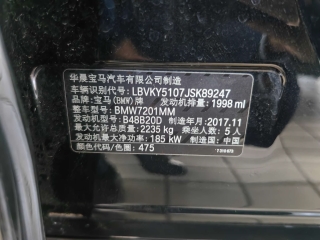 华晨宝马汽车有限公司制造
车辆识别代号: LBVKY5107JSK89247
品牌: 宝马(BMW)牌 发动机排量: 1998 ml
整车型号: BMW7201MM
发动机型号: B48B20D 制造年月: 2017.11
最大允许总质量: 2235 kg 乘坐人数: 5 人
发动机最大净功率: 185 kW 制造国: 中国
颜色代码/色圈: 475